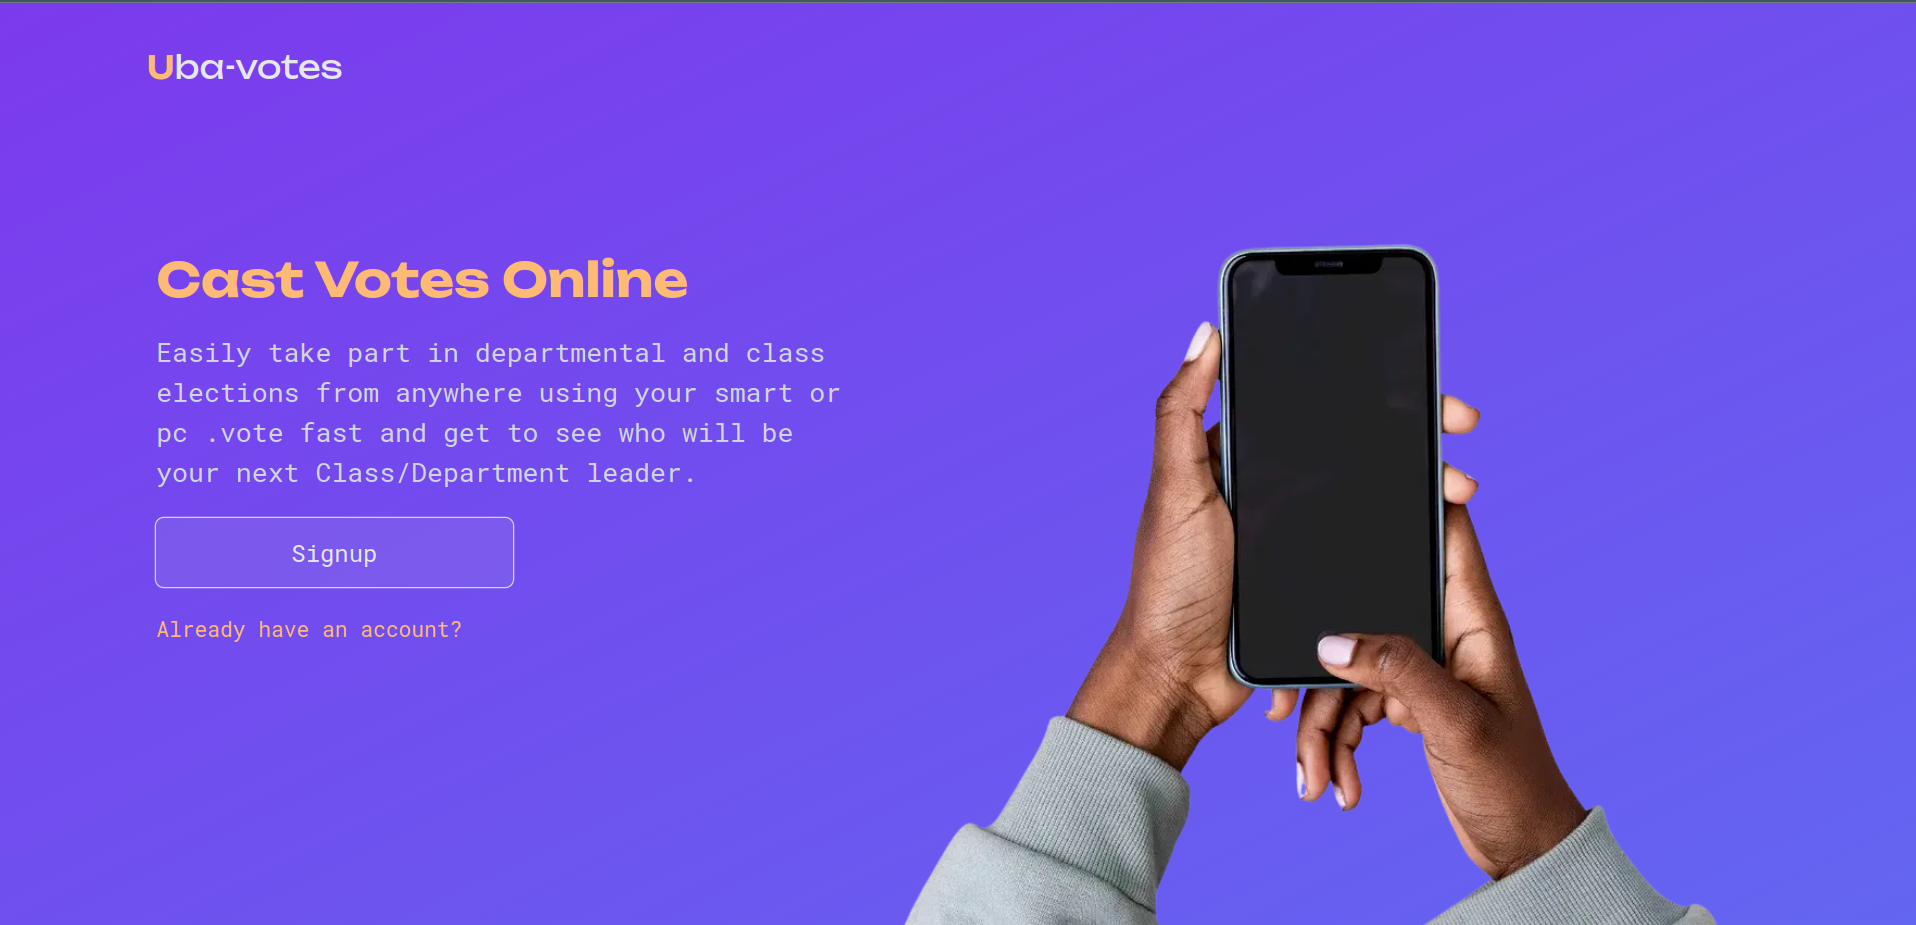 Uba-votes
Cast Votes Online
Easily take part in departmental and class
elections from anywhere using your smart or
pc .vote fast and get to see who will be
your next Class/Department leader.
Signup
Already have an account?